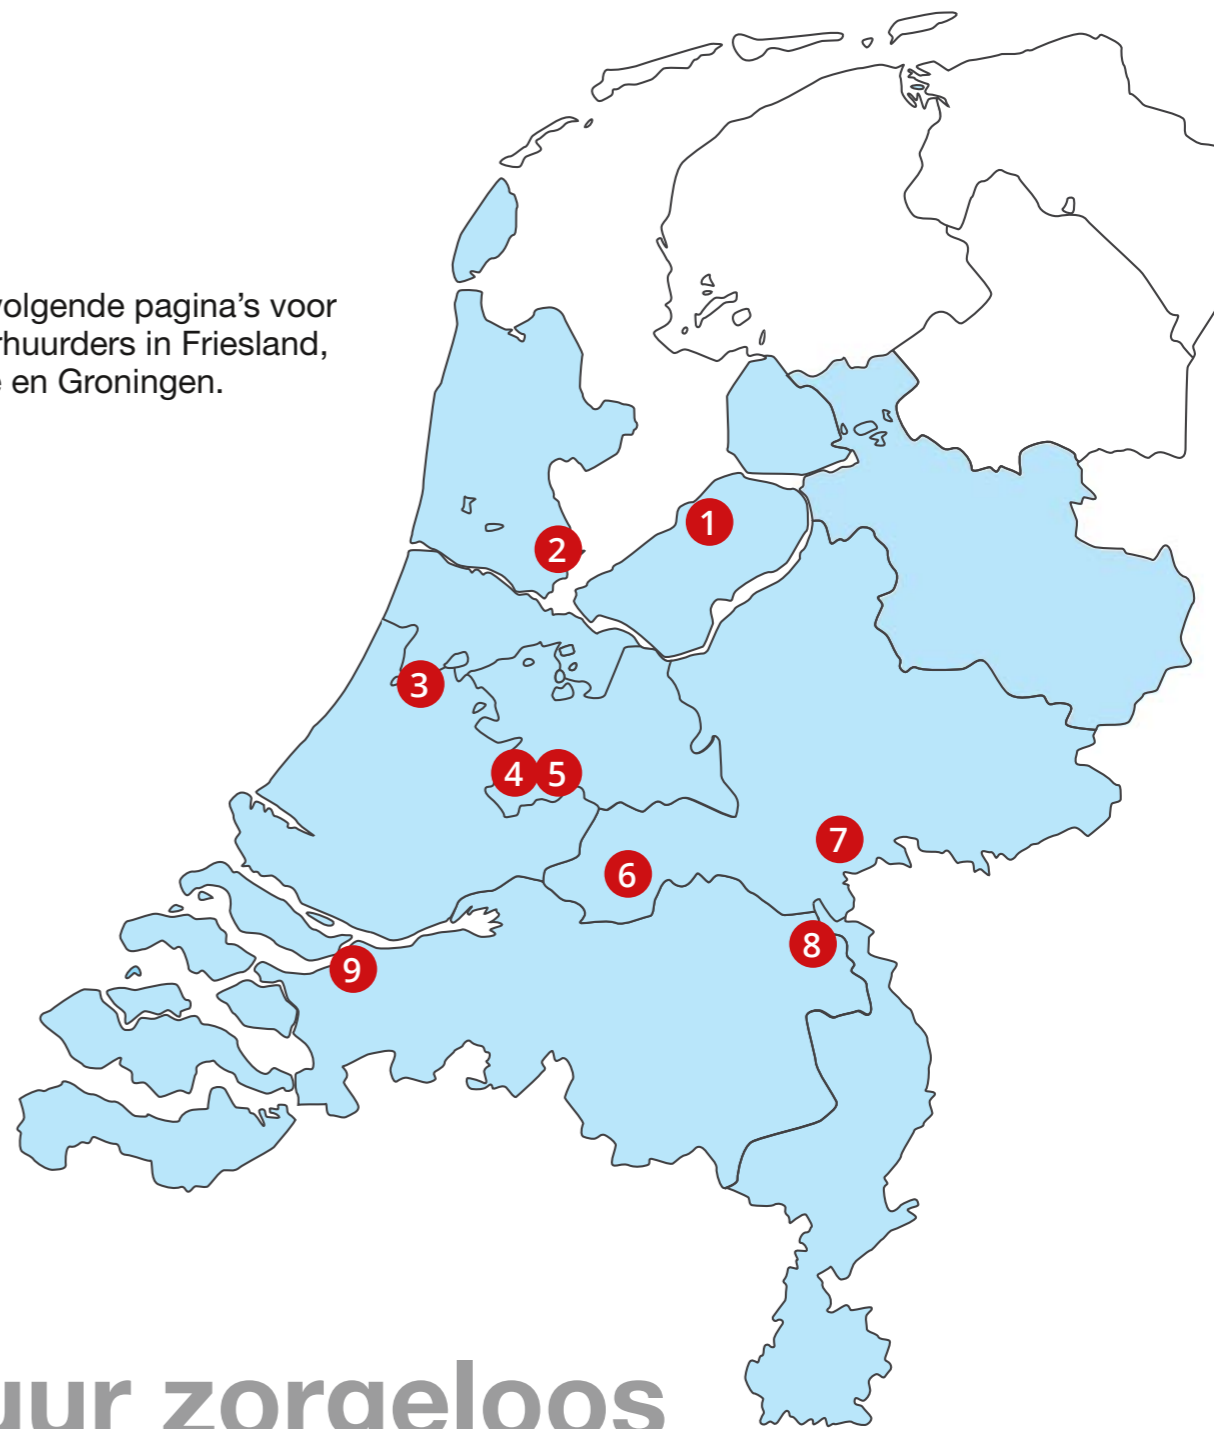 volgende pagina's voor
rhuurders in Friesland,
e en Groningen.
1
2
3
4 5
6
7
8
9
uur zorgeloos